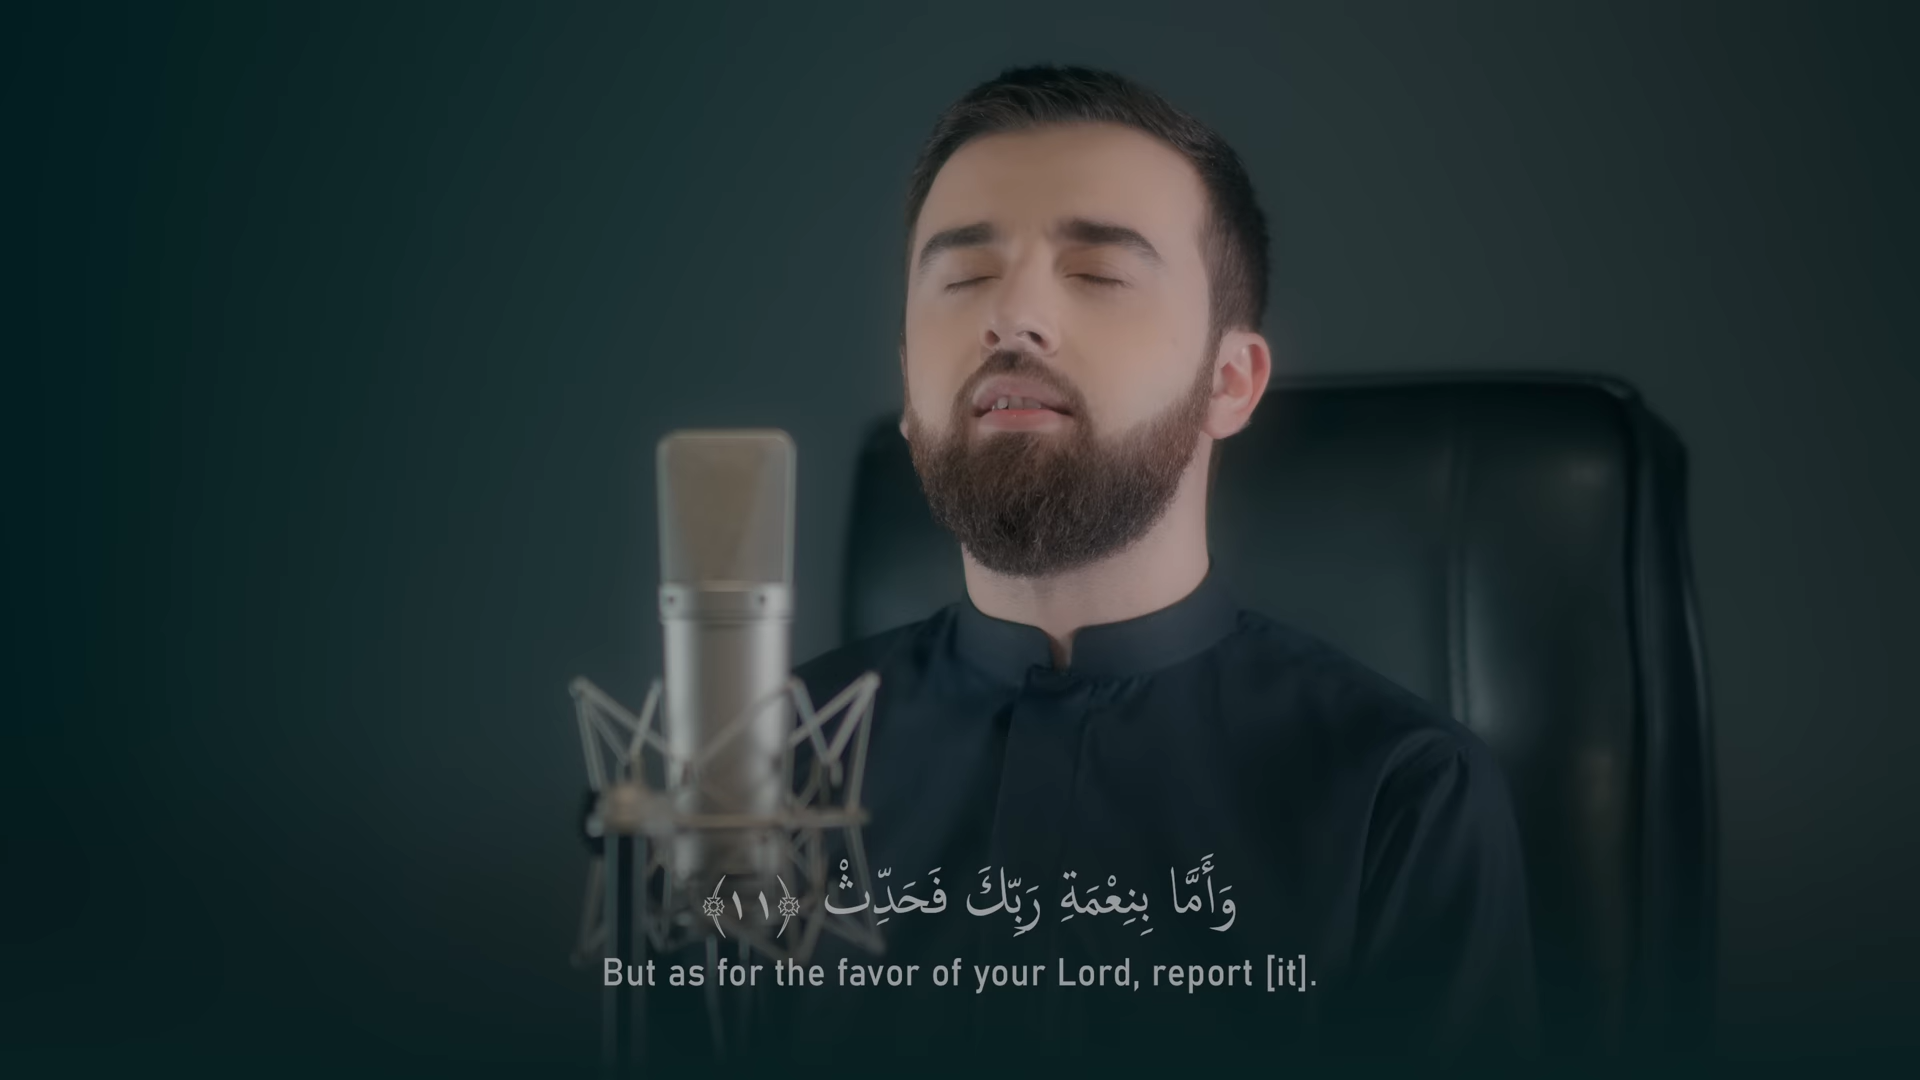 وَأَمَّا بِنِعْمَةِ رَبِّكَ فَحَدِّثْ ﴿١١﴾
But as for the favor of your Lord, report [it].